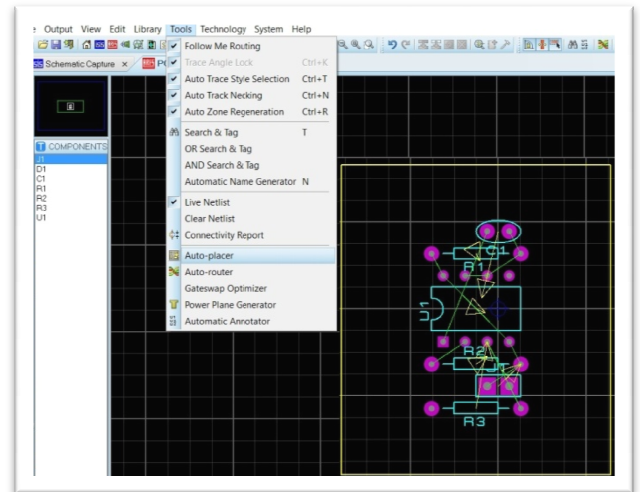 Output View Edit Library Tools Technology System Help
Schematic Capture
Follow Me Routing
Trace Angle Lock Ctrl+K
Auto Trace Style Selection Ctrl+T
Auto Track Necking Ctrl+N
Auto Zone Regeneration Ctrl+R
Search & Tag T
OR Search & Tag
AND Search & Tag
Automatic Name Generator N
Live Netlist
Clear Netlist
Connectivity Report
Auto-placer
Auto-router
Gateswap Optimizer
Power Plane Generator
Automatic Annotator
COMPONENTS
J1
D1
C1
R1
R2
R3
U1
C1
R1
U1
R2
J1
R3